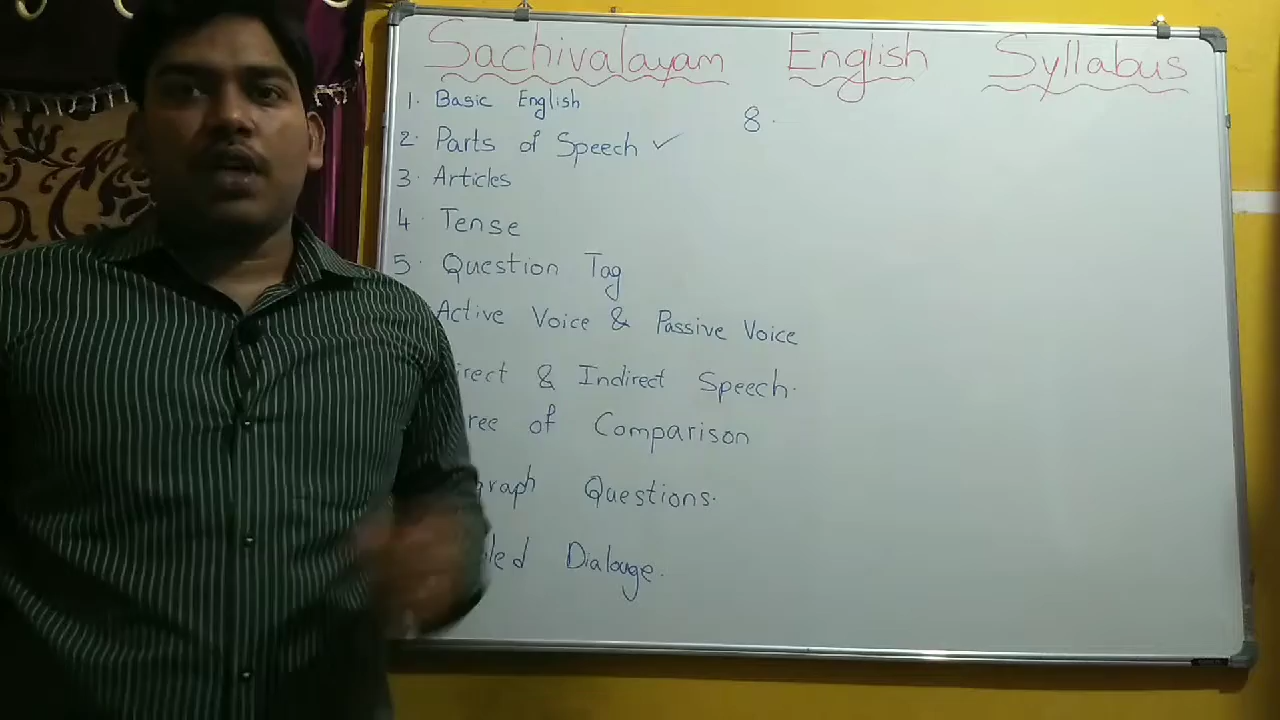 Sachivalayam English Syllabus
1. Basic English
2. Parts of Speech ✓
3. Articles
4. Tense
5. Question Tag
Active Voice & Passive Voice
irect & Indirect Speech.
ree of Comparison
graph Questions.
led Dialouge.
8.